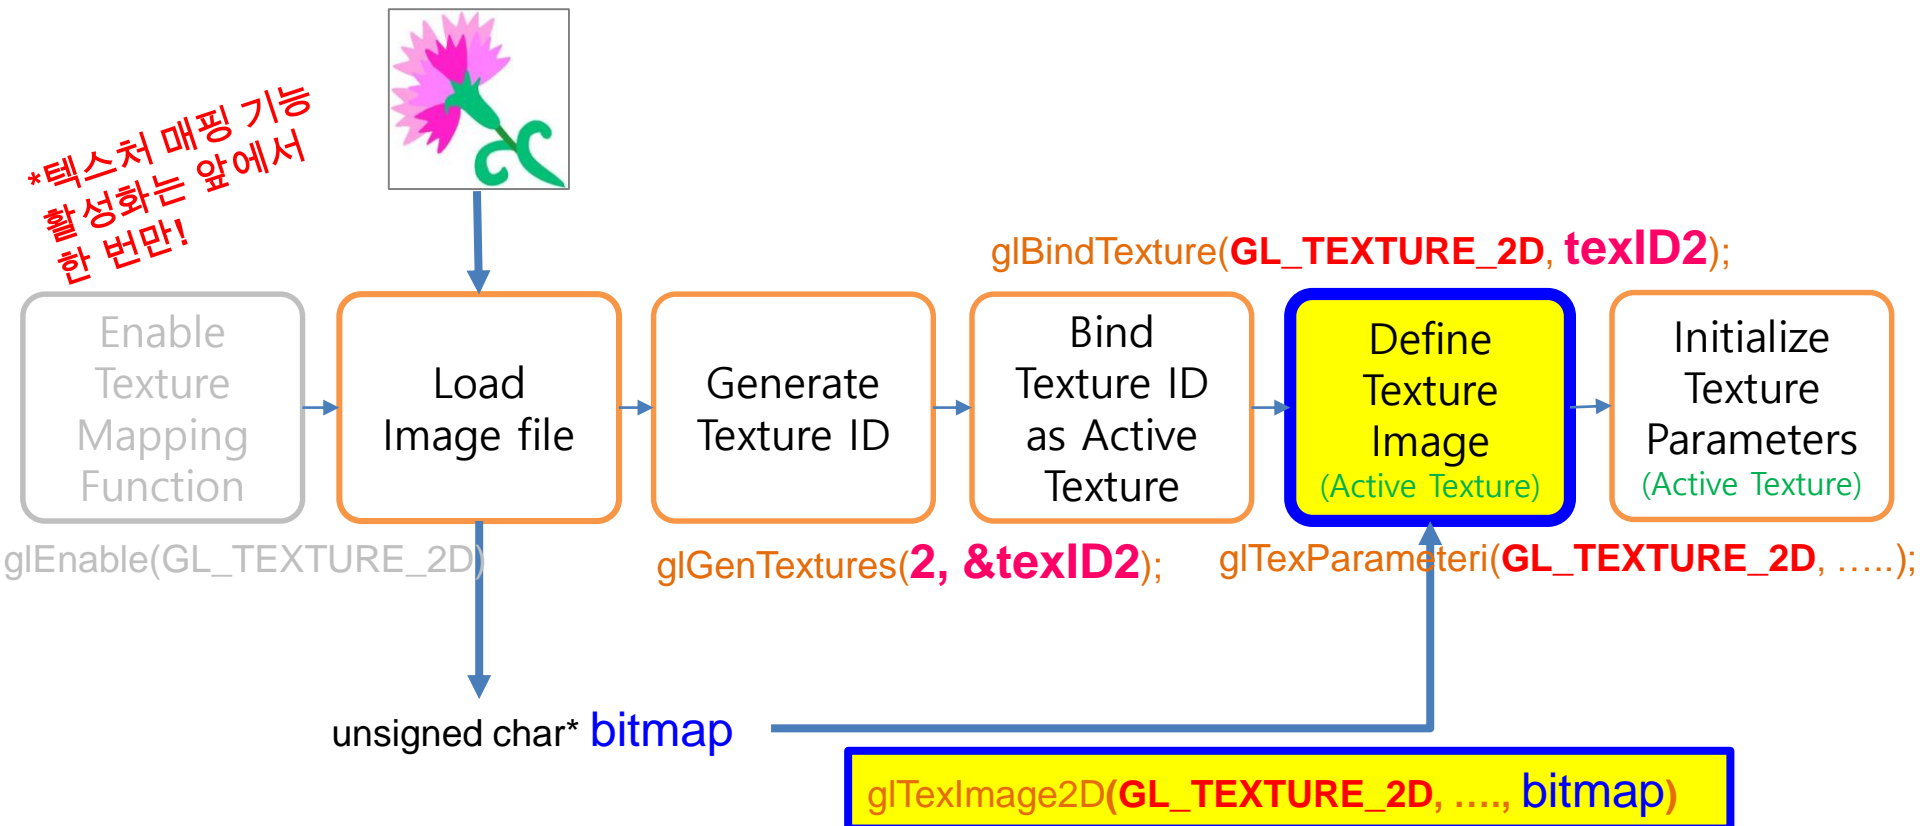 *텍스처 매핑 기능
활성화는 앞에서
한 번만!
glBindTexture(GL_TEXTURE_2D, texID2);
Enable
Texture
Mapping
Function
Load
Image file
Generate
Texture ID
Bind
Texture ID
as Active
Texture
Define
Texture
Image
(Active Texture)
Initialize
Texture
Parameters
(Active Texture)
glEnable(GL_TEXTURE_2D)
glGenTextures(2, &texID2);
glTexParameteri(GL_TEXTURE_2D, …..);
unsigned char* bitmap
glTexImage2D(GL_TEXTURE_2D, …., bitmap)